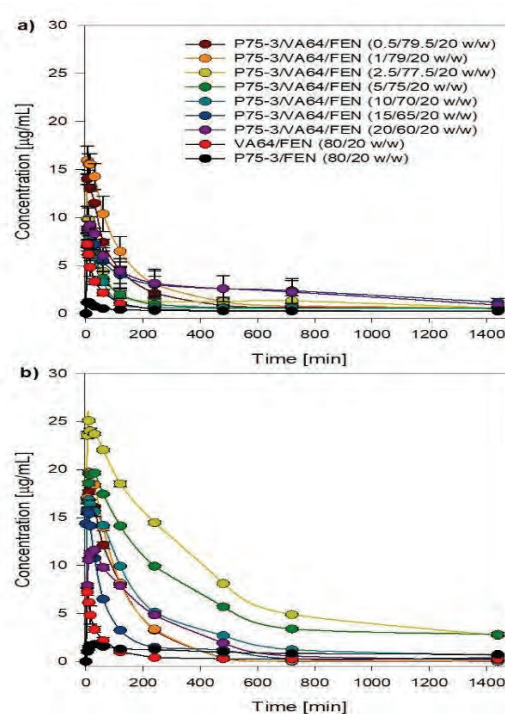 a)
30
25
20
15
10
5
0
Concentration [µg/mL]
P75-3/VA64/FEN (0.5/79.5/20 w/w)
P75-3/VA64/FEN (1/79/20 w/w)
P75-3/VA64/FEN (2.5/77.5/20 w/w)
P75-3/VA64/FEN (5/75/20 w/w)
P75-3/VA64/FEN (10/70/20 w/w)
P75-3/VA64/FEN (15/65/20 w/w)
P75-3/VA64/FEN (20/60/20 w/w)
VA64/FEN (80/20 w/w)
P75-3/FEN (80/20 w/w)
0 200 400 600 800 1000 1200 1400
Time [min]
b)
30
25
20
15
10
5
0
Concentration [µg/mL]
0 200 400 600 800 1000 1200 1400
Time [min]